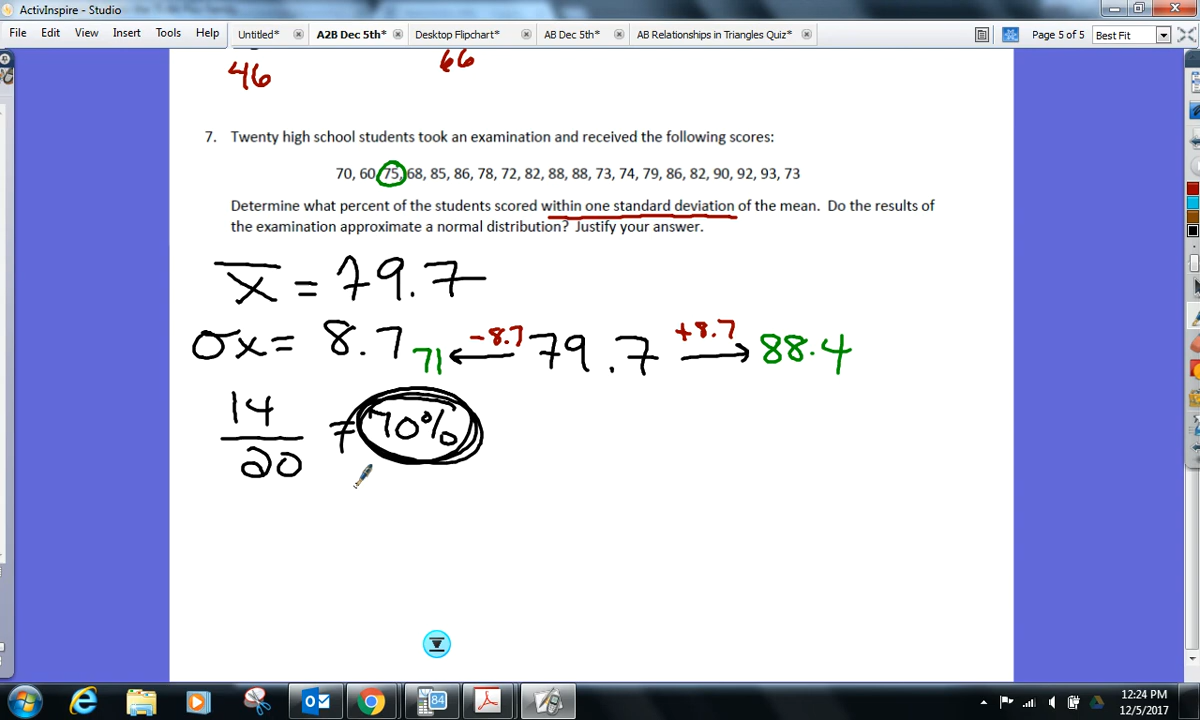 ActivInspire - Studio
File Edit View Insert Tools Help Untitled* A2B Dec 5th* Desktop Flipchart* AB Dec 5th* AB Relationships in Triangles Quiz* Page 5 of 5 Best Fit
46 66
7. Twenty high school students took an examination and received the following scores:
70, 60, 75, 68, 85, 86, 78, 72, 82, 88, 88, 73, 74, 79, 86, 82, 90, 92, 93, 73
Determine what percent of the students scored within one standard deviation of the mean. Do the results of
the examination approximate a normal distribution? Justify your answer.
x̄ = 79.7
σx = 8.7 71 ← -8.7 79.7 +8.7 → 88.4
14/20 = 70%
84
12:24 PM
12/5/2017